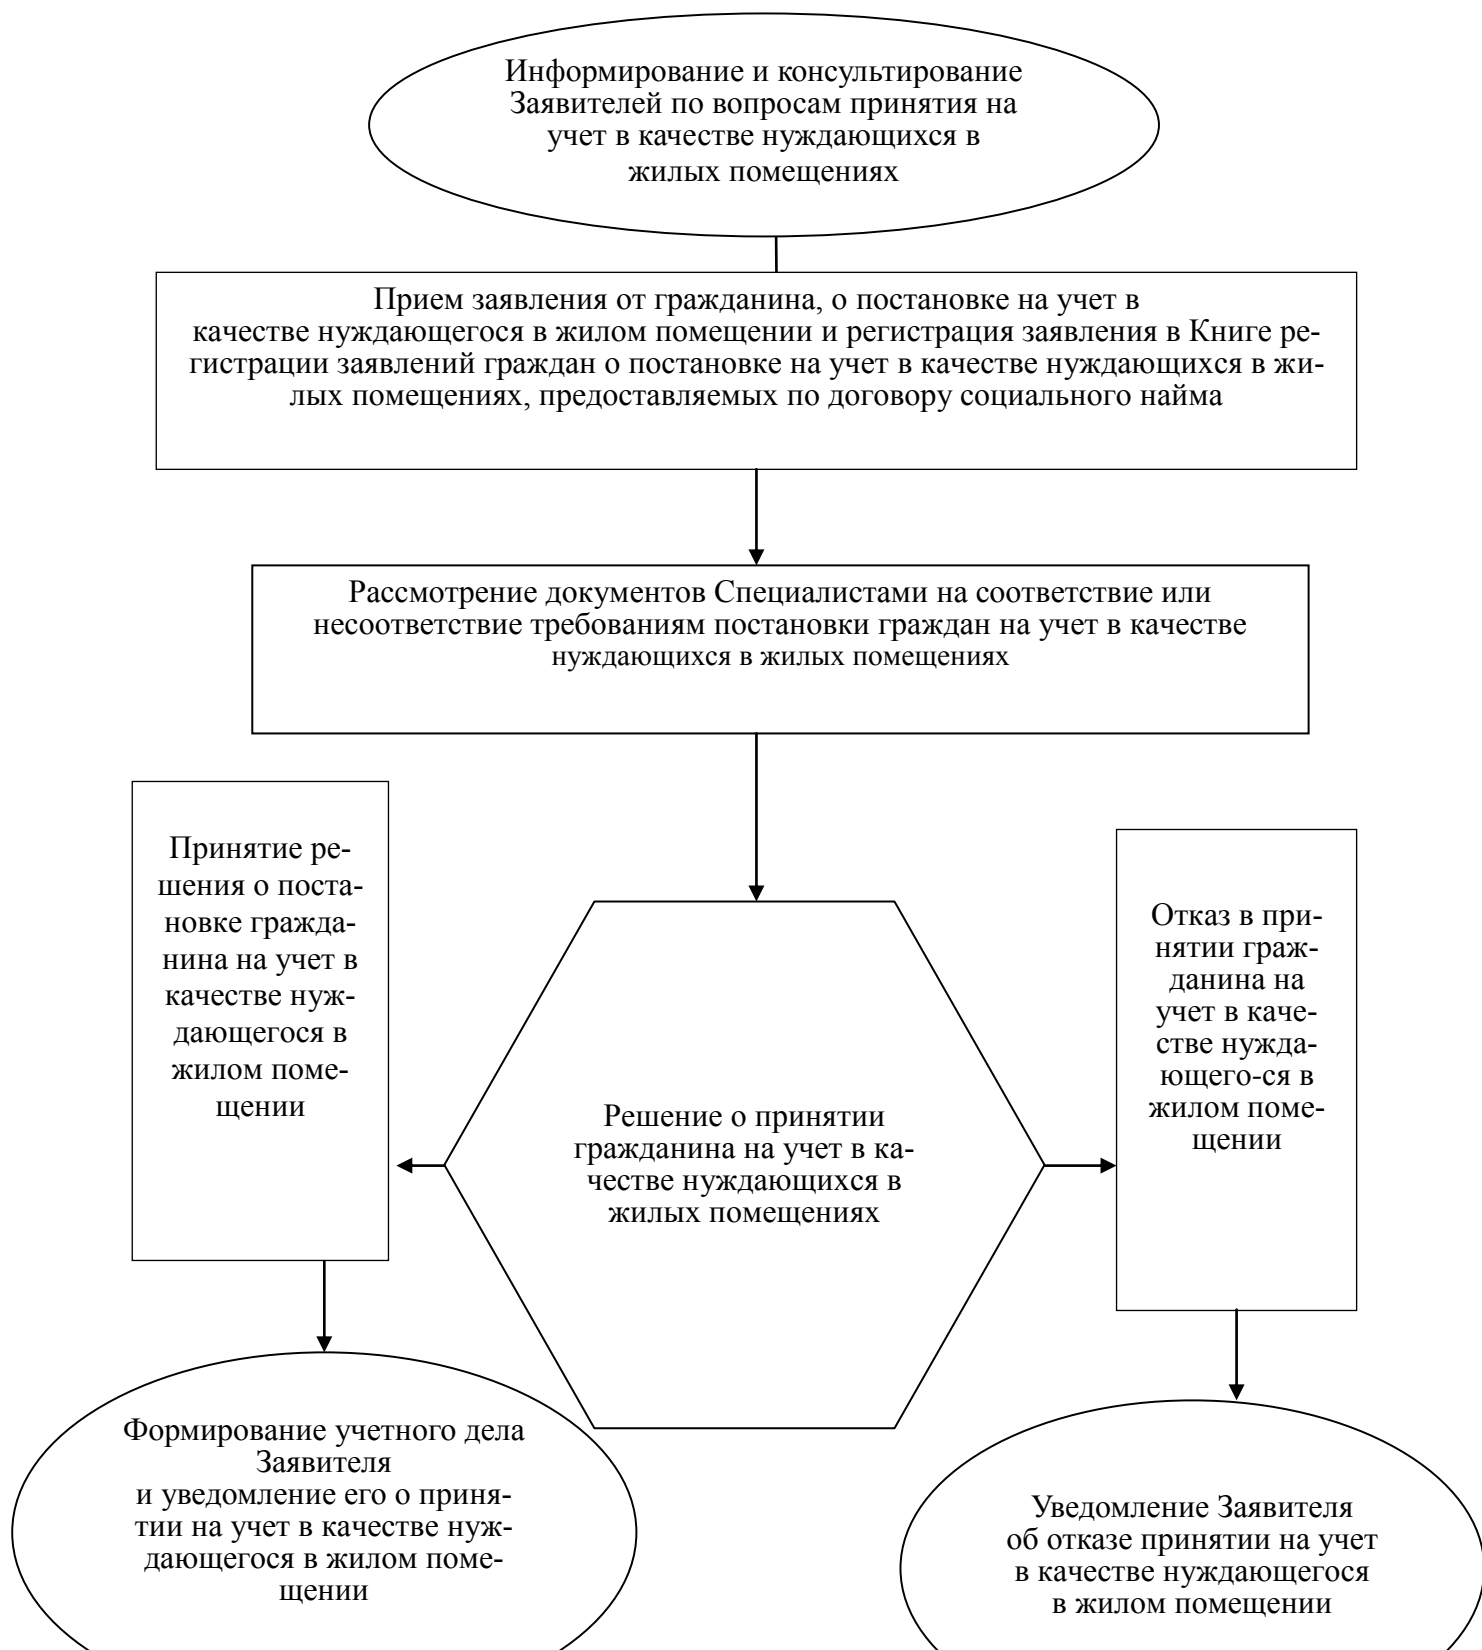 Информирование и консультирование
Заявителей по вопросам принятия на
учет в качестве нуждающихся в
жилых помещениях
Прием заявления от гражданина, о постановке на учет в
качестве нуждающегося в жилом помещении и регистрация заявления в Книге ре-
гистрации заявлений граждан о постановке на учет в качестве нуждающихся в жи-
лых помещениях, предоставляемых по договору социального найма
Рассмотрение документов Специалистами на соответствие или
несоответствие требованиям постановки граждан на учет в качестве
нуждающихся в жилых помещениях
Принятие ре-
шения о поста-
новке гражда-
нина на учет в
качестве нуж-
дающегося в
жилом поме-
щении
Решение о принятии
гражданина на учет в ка-
честве нуждающихся в
жилых помещениях
Отказ в при-
нятии граж-
данина на
учет в каче-
стве нужда-
ющего-ся в
жилом поме-
щении
Формирование учетного дела
Заявителя
и уведомление его о приня-
тии на учет в качестве нуж-
дающегося в жилом поме-
щении
Уведомление Заявителя
об отказе принятии на учет
в качестве нуждающегося
в жилом помещении